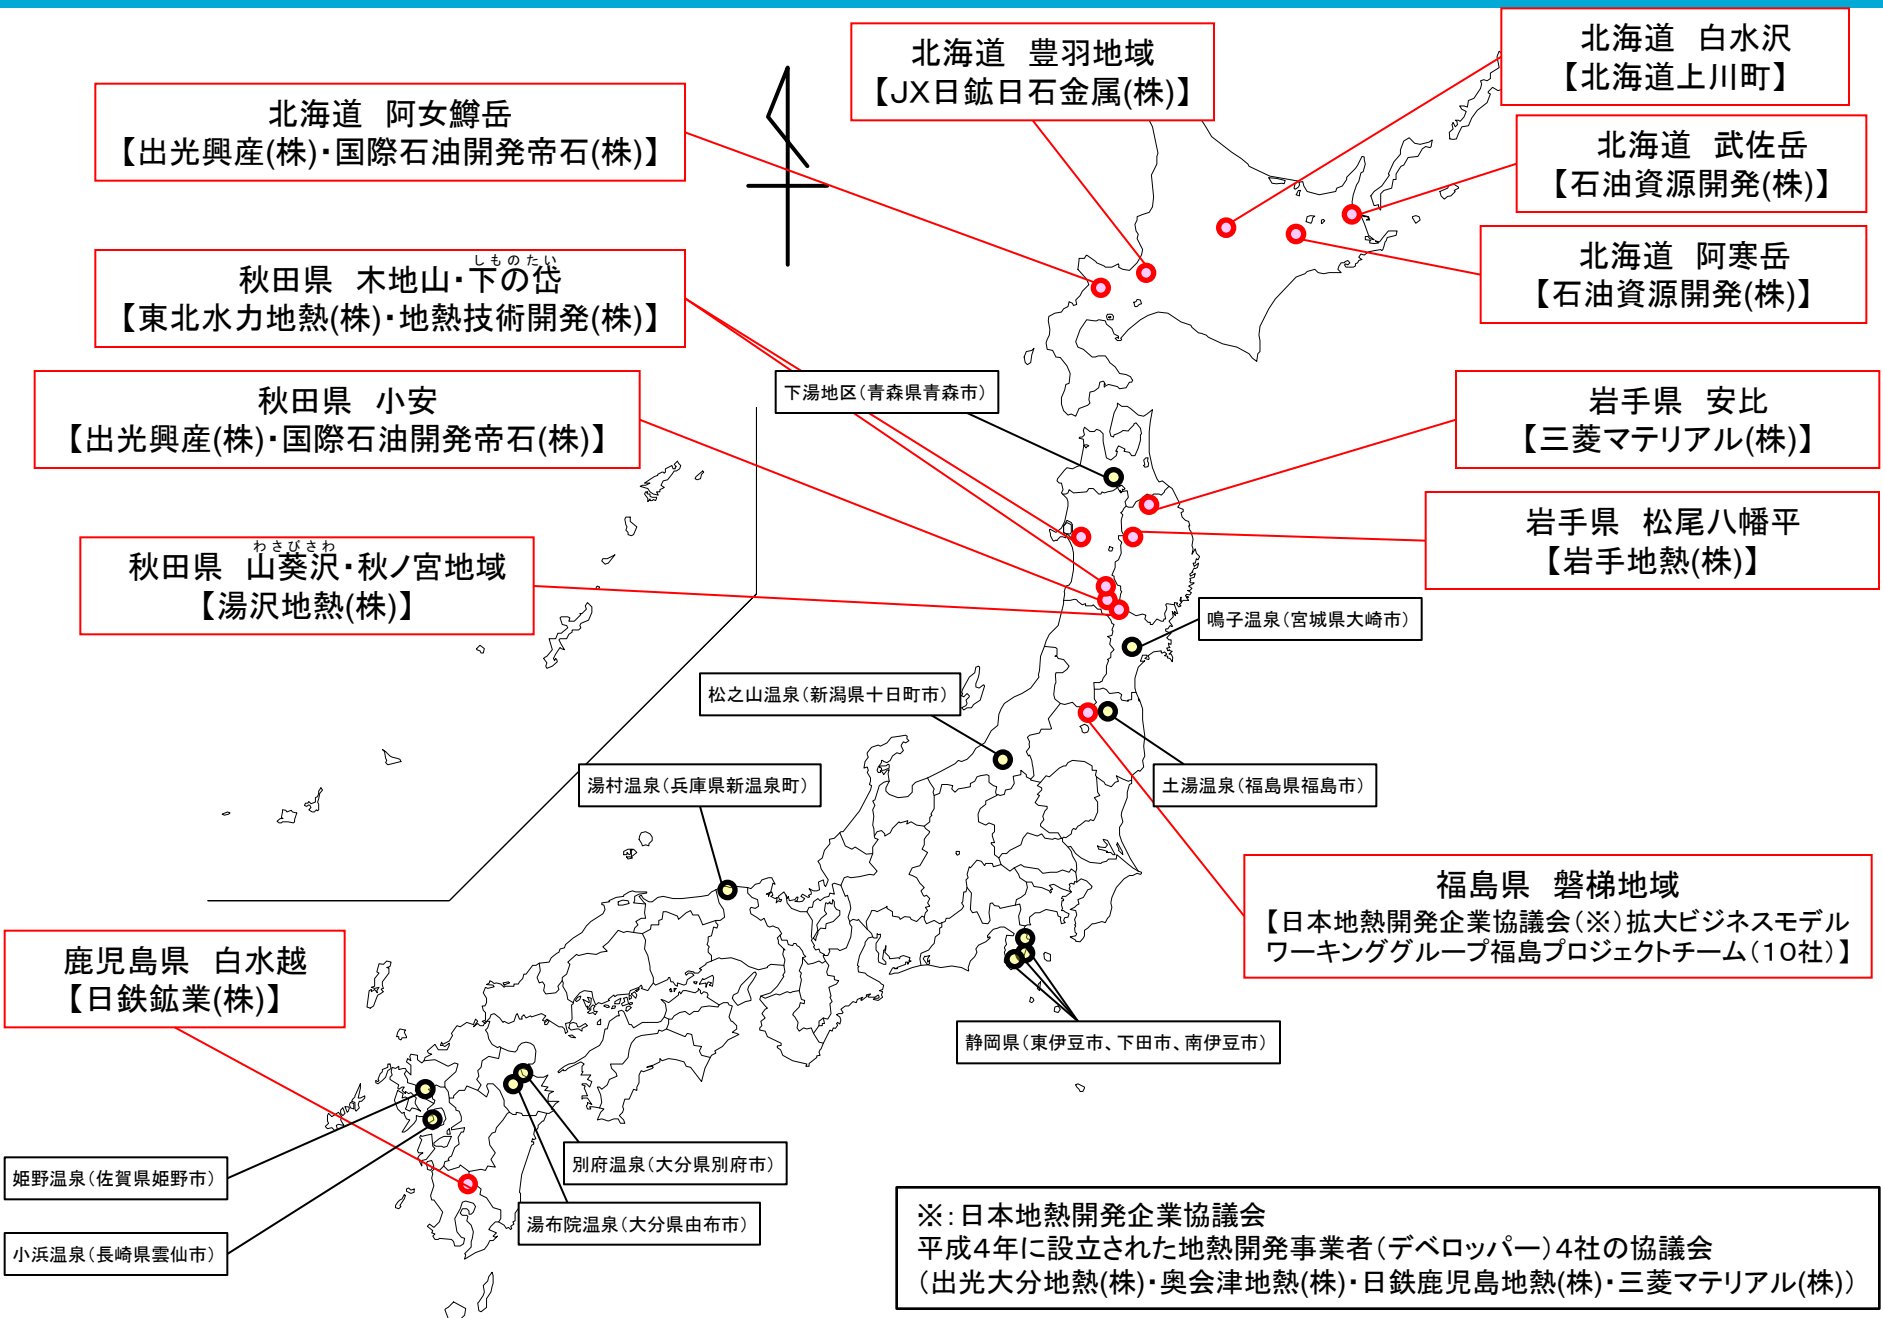 北海道 豊羽地域
【JX日鉱日石金属(株)】
北海道 白水沢
【北海道上川町】
北海道 阿女鱒岳
【出光興産(株)・国際石油開発帝石(株)】
北海道 武佐岳
【石油資源開発(株)】
北海道 阿寒岳
【石油資源開発(株)】
しものたい
秋田県 木地山・下の岱
【東北水力地熱(株)・地熱技術開発(株)】
下湯地区(青森県青森市)
秋田県 小安
【出光興産(株)・国際石油開発帝石(株)】
岩手県 安比
【三菱マテリアル(株)】
岩手県 松尾八幡平
【岩手地熱(株)】
わさびさわ
秋田県 山葵沢・秋ノ宮地域
【湯沢地熱(株)】
鳴子温泉(宮城県大崎市)
松之山温泉(新潟県十日町市)
湯村温泉(兵庫県新温泉町)
土湯温泉(福島県福島市)
福島県 磐梯地域
【日本地熱開発企業協議会(※)拡大ビジネスモデル
ワーキンググループ福島プロジェクトチーム(10社)】
鹿児島県 白水越
【日鉄鉱業(株)】
静岡県(東伊豆市、下田市、南伊豆市)
別府温泉(大分県別府市)
姫野温泉(佐賀県姫野市)
湯布院温泉(大分県由布市)
小浜温泉(長崎県雲仙市)
※:日本地熱開発企業協議会
平成4年に設立された地熱開発事業者(デベロッパー)4社の協議会
(出光大分地熱(株)・奥会津地熱(株)・日鉄鹿児島地熱(株)・三菱マテリアル(株))